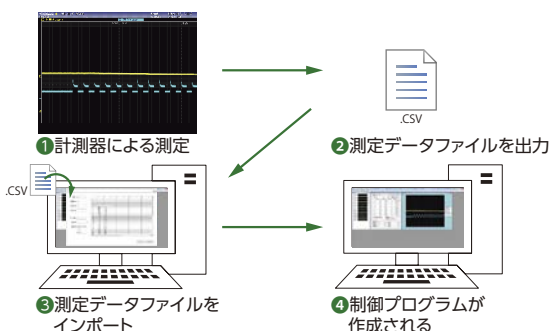 ❶計測器による測定
.CSV
❷測定データファイルを出力
.CSV
❸測定データファイルを
インポート
❹制御プログラムが
作成される